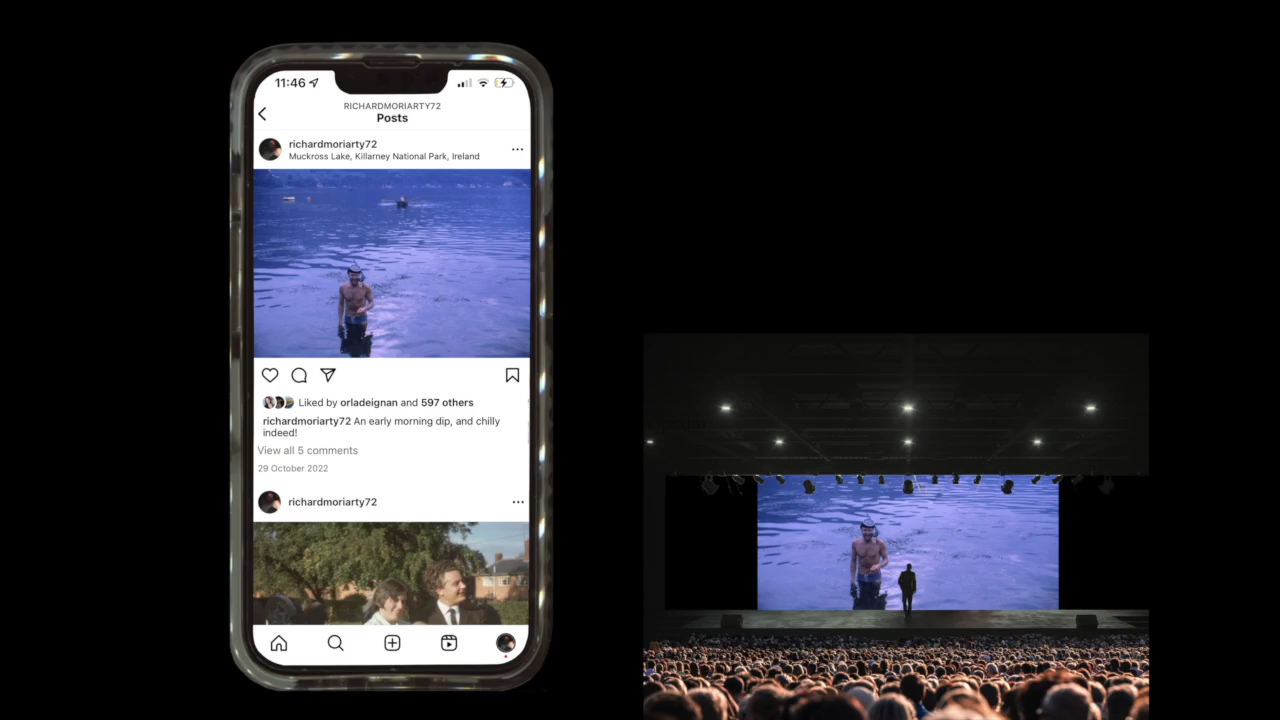 11:46
RICHARDMORIARTY72
Posts
richardmoriarty72
Muckross Lake, Killarney National Park, Ireland
Liked by orladeignan and 597 others
richardmoriarty72 An early morning dip, and chilly
indeed!
View all 5 comments
29 October 2022
richardmoriarty72